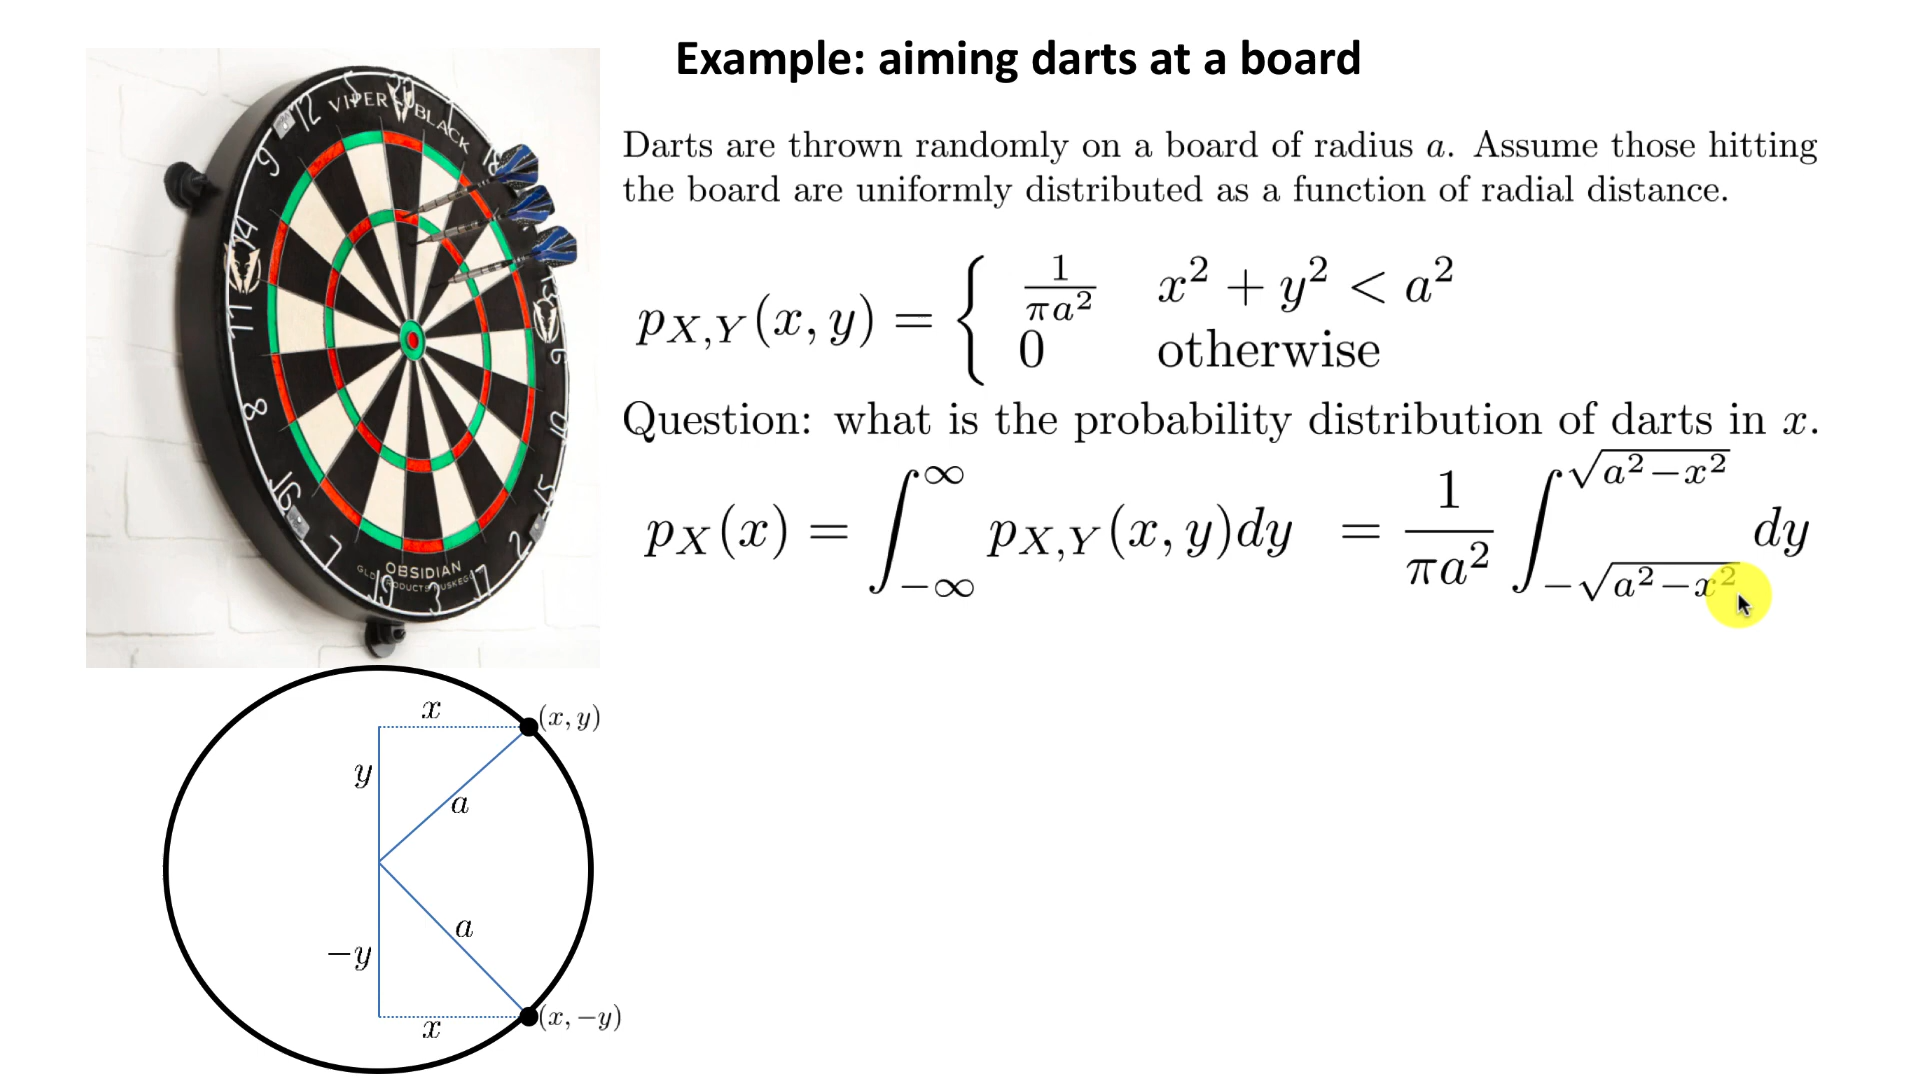 Example: aiming darts at a board
Darts are thrown randomly on a board of radius a. Assume those hitting
the board are uniformly distributed as a function of radial distance.
p_{X,Y}(x, y) = { 1/(πa²)   x² + y² < a²
0   otherwise
Question: what is the probability distribution of darts in x.
p_X(x) = ∫_{-∞}^{∞} p_{X,Y}(x, y)dy = 1/(πa²) ∫_{-√(a²-x²)}^{√(a²-x²)} dy
VIPER BLACK
12
5
20
1
18
9
14
11
8
16
7
19
3
17
2
15
10
6
13
OBSIDIAN
x
(x, y)
y
a
a
−y
x
(x, −y)